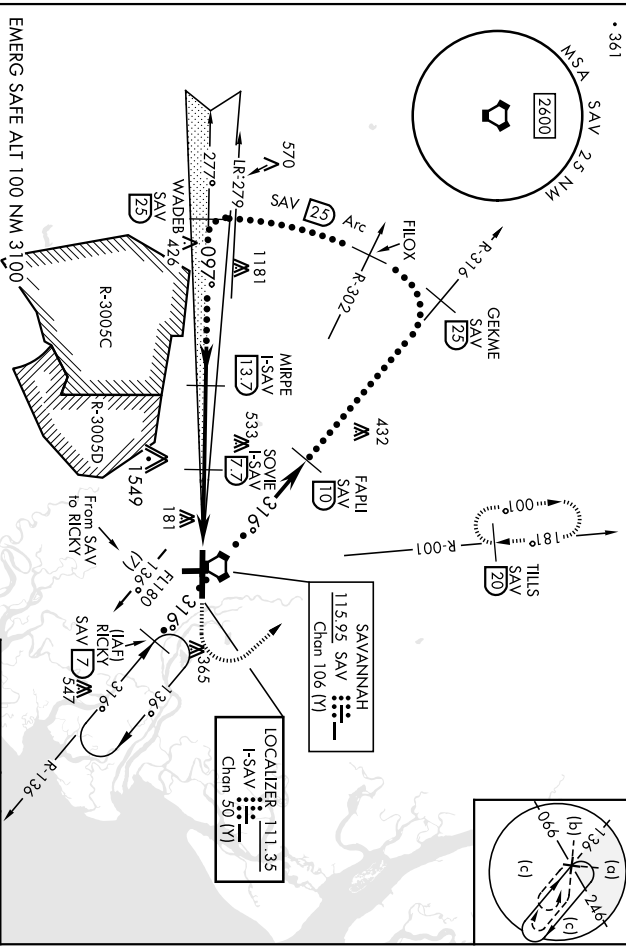 361
MSA SAV 25 NM
2600
EMERG SAFE ALT 100 NM 3100
570
LR-279
277°
097°
WADEB
SAV
25
426
1181
SAV 25 Arc
FILOX
R-302
R-316
GEKME
SAV
25
R-3005C
R-3005D
MIRPE
I-SAV
13.7
SOVIE
I-SAV
7.7
533
432
FAPLI
SAV
10
316°
1549
181
From SAV
to RICKY
FL180
136°
(7)
316°
(IAF)
RICKY
SAV 7
547
365
316°
136°
R-136
TILLS
SAV
20
001°
181°
R-001
SAVANNAH
115.95 SAV
Chan 106 (Y)
LOCALIZER 111.35
I-SAV
Chan 50 (Y)
136
066
246
(a)
(b)
(c)
(c)